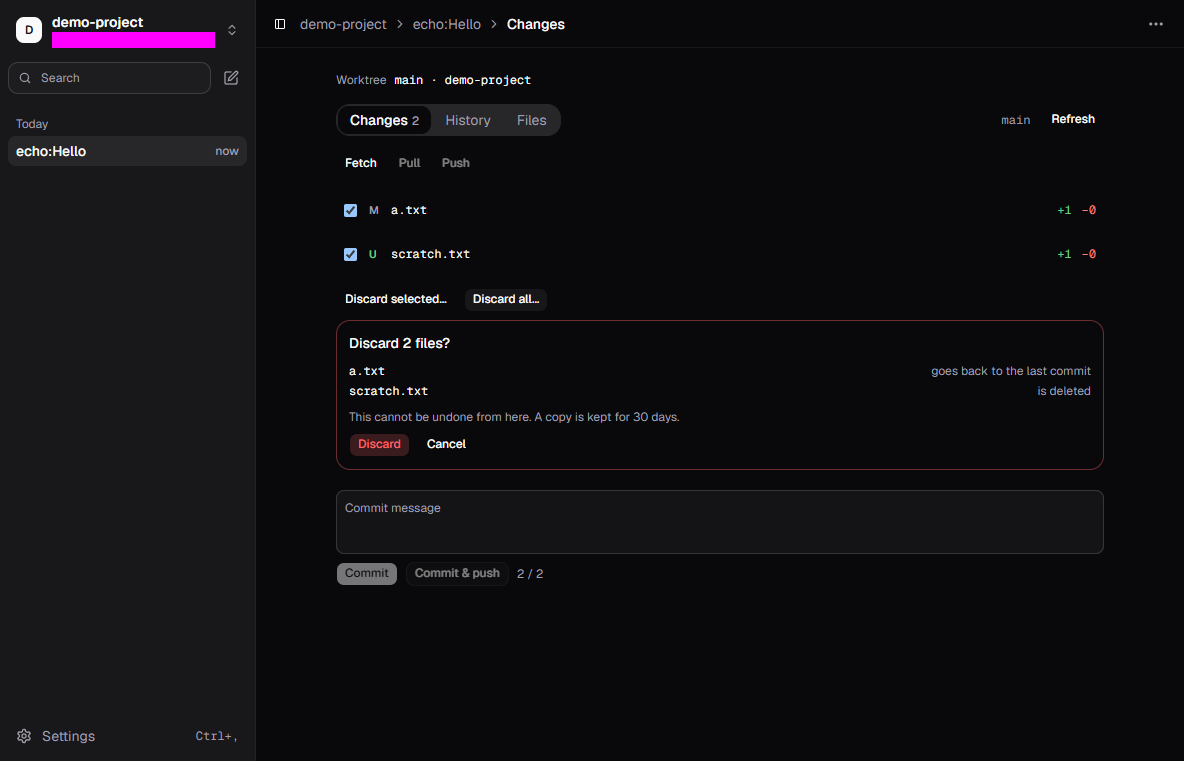 D
demo-project
Search
Today
echo:Hello now
Settings Ctrl+,
demo-project > echo:Hello > Changes
Worktree main · demo-project
Changes 2 History Files main Refresh
Fetch Pull Push
M a.txt +1 −0
U scratch.txt +1 −0
Discard selected… Discard all…
Discard 2 files?
a.txt goes back to the last commit
scratch.txt is deleted
This cannot be undone from here. A copy is kept for 30 days.
Discard Cancel
Commit message
Commit Commit & push 2 / 2